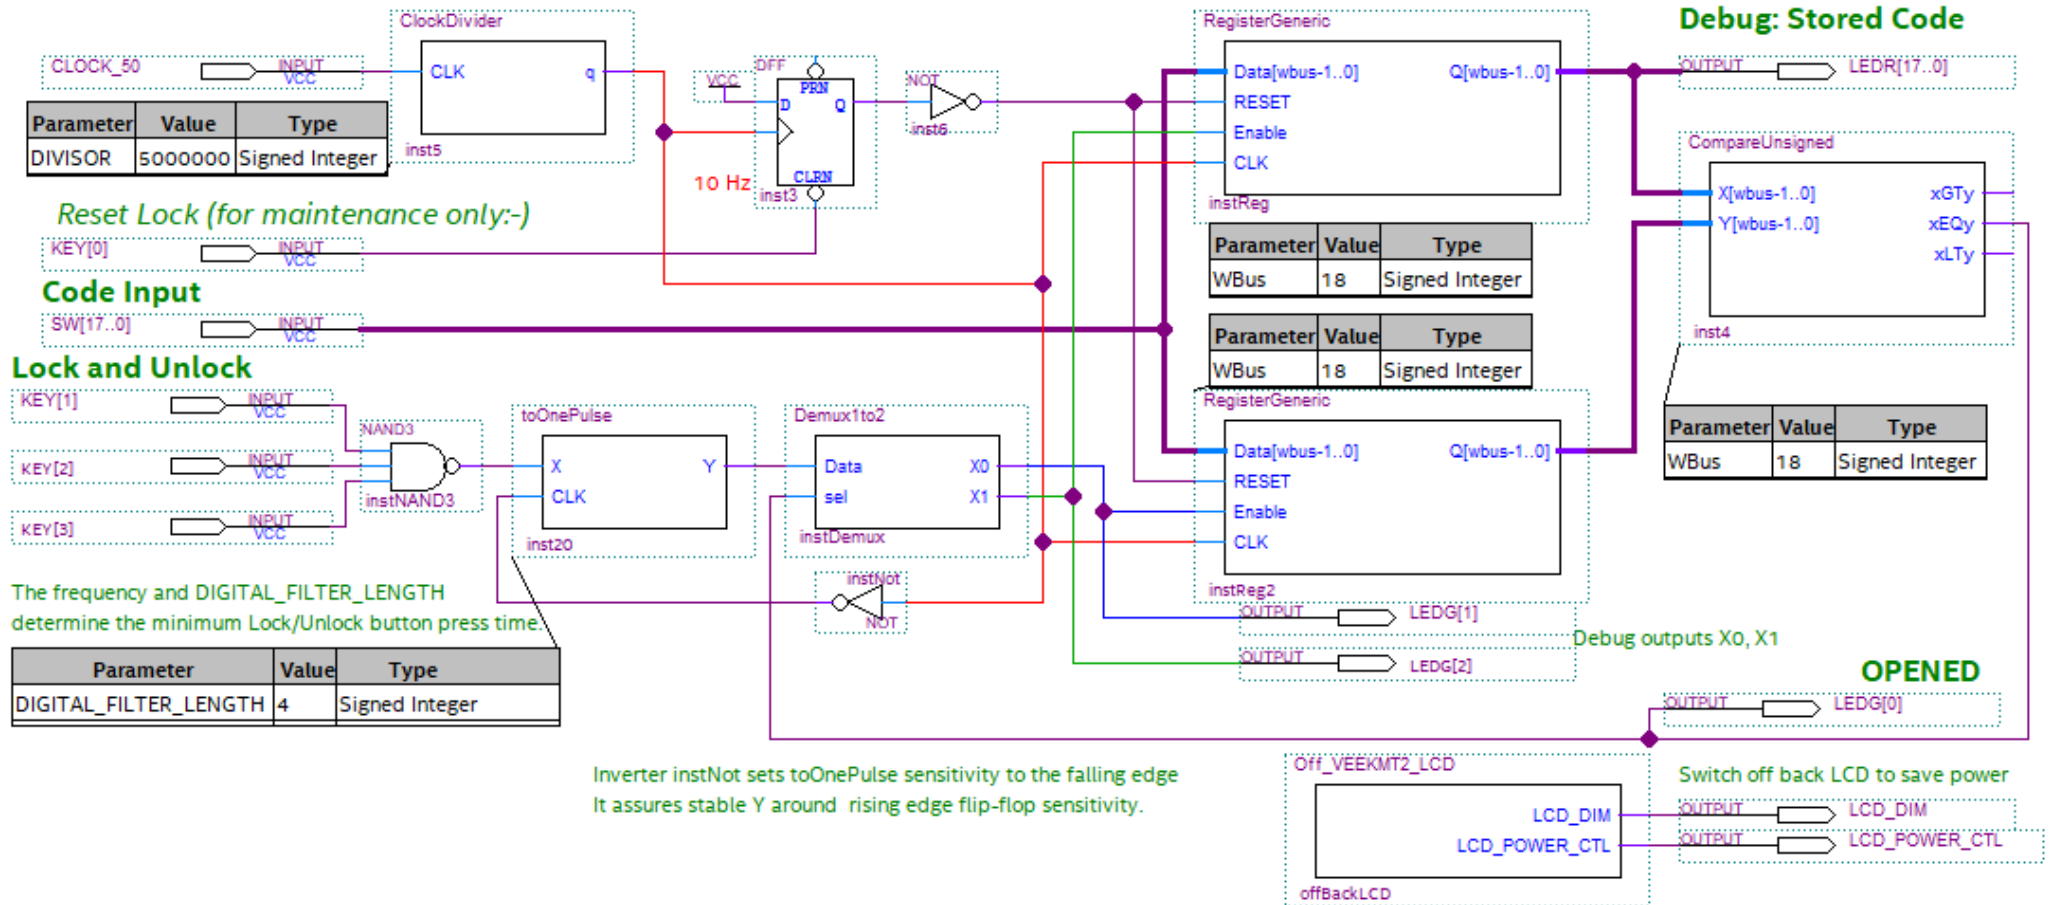 ClockDivider
CLOCK_50
INPUT
VCC
CLK
q
inst5
Parameter Value Type
DIVISOR 5000000 Signed Integer
VCC
DFF
PRN
D
Q
CLRN
inst3
10 Hz
NOT
inst6
RegisterGeneric
Data[wbus-1..0]
Q[wbus-1..0]
RESET
Enable
CLK
instReg
Parameter Value Type
WBus 18 Signed Integer
Debug: Stored Code
OUTPUT
LEDR[17..0]
CompareUnsigned
X[wbus-1..0]
xGTy
Y[wbus-1..0]
xEQy
xLTy
inst4
Parameter Value Type
WBus 18 Signed Integer
Reset Lock (for maintenance only:-)
KEY[0]
INPUT
VCC
Code Input
SW[17..0]
INPUT
VCC
Lock and Unlock
KEY[1]
INPUT
VCC
KEY[2]
INPUT
VCC
KEY[3]
INPUT
VCC
NAND3
instNAND3
toOnePulse
X
Y
CLK
inst20
Demux1to2
Data
X0
sel
X1
instDemux
instNot
NOT
Parameter Value Type
WBus 18 Signed Integer
RegisterGeneric
Data[wbus-1..0]
Q[wbus-1..0]
RESET
Enable
CLK
instReg2
OUTPUT
LEDG[1]
OUTPUT
LEDG[2]
Debug outputs X0, X1
The frequency and DIGITAL_FILTER_LENGTH
determine the minimum Lock/Unlock button press time.
Parameter Value Type
DIGITAL_FILTER_LENGTH 4 Signed Integer
OPENED
OUTPUT
LEDG[0]
Inverter instNot sets toOnePulse sensitivity to the falling edge
It assures stable Y around rising edge flip-flop sensitivity.
Off_VEEKMT2_LCD
LCD_DIM
LCD_POWER_CTL
offBackLCD
Switch off back LCD to save power
OUTPUT
LCD_DIM
OUTPUT
LCD_POWER_CTL